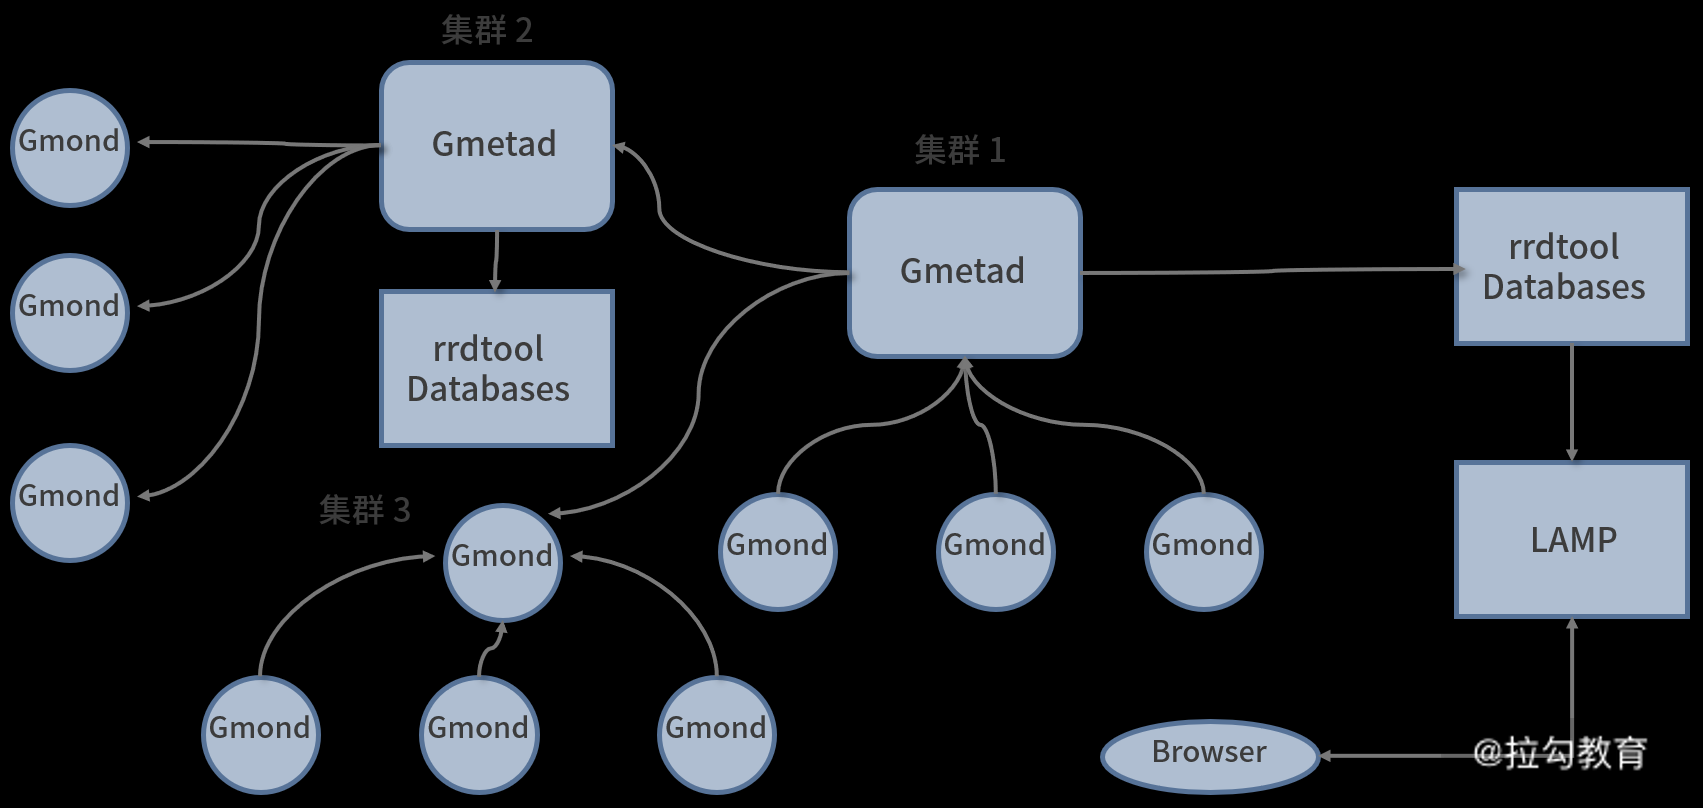 集群 2
Gmond
Gmetad
集群 1
Gmetad
rrdtool
Databases
Gmond
rrdtool
Databases
Gmond
集群 3
Gmond
Gmond
Gmond
Gmond
LAMP
Gmond
Gmond
Gmond
Browser
@拉勾教育